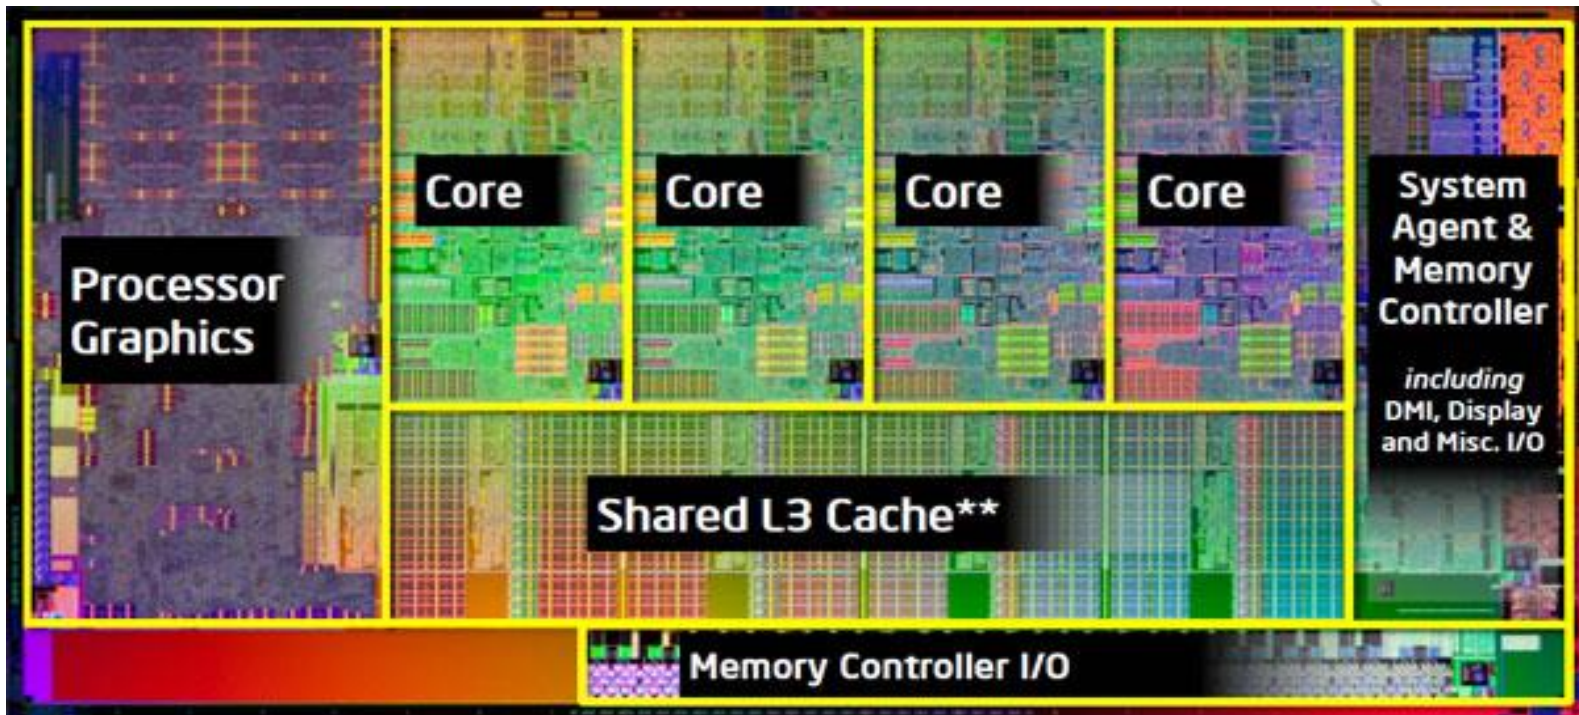 Processor
Graphics
Core
Core
Core
Core
System
Agent &
Memory
Controller
including
DMI, Display
and Misc. I/O
Shared L3 Cache**
Memory Controller I/O